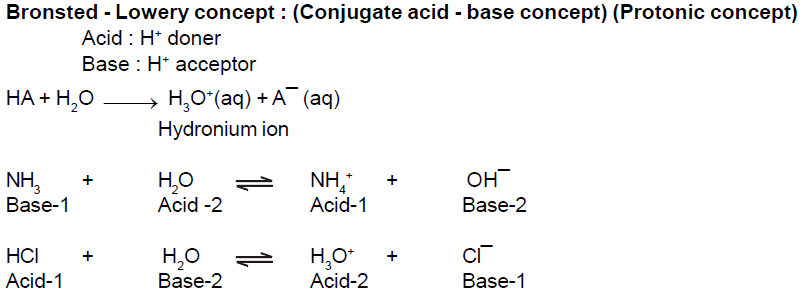 Bronsted - Lowery concept : (Conjugate acid - base concept) (Protonic concept)
Acid : H⁺ doner
Base : H⁺ acceptor
HA + H₂O ⟶ H₃O⁺(aq) + A⁻ (aq)
Hydronium ion
NH₃ + H₂O ⇌ NH₄⁺ + OH⁻
Base-1 Acid -2 Acid-1 Base-2
HCl + H₂O ⇌ H₃O⁺ + Cl⁻
Acid-1 Base-2 Acid-2 Base-1